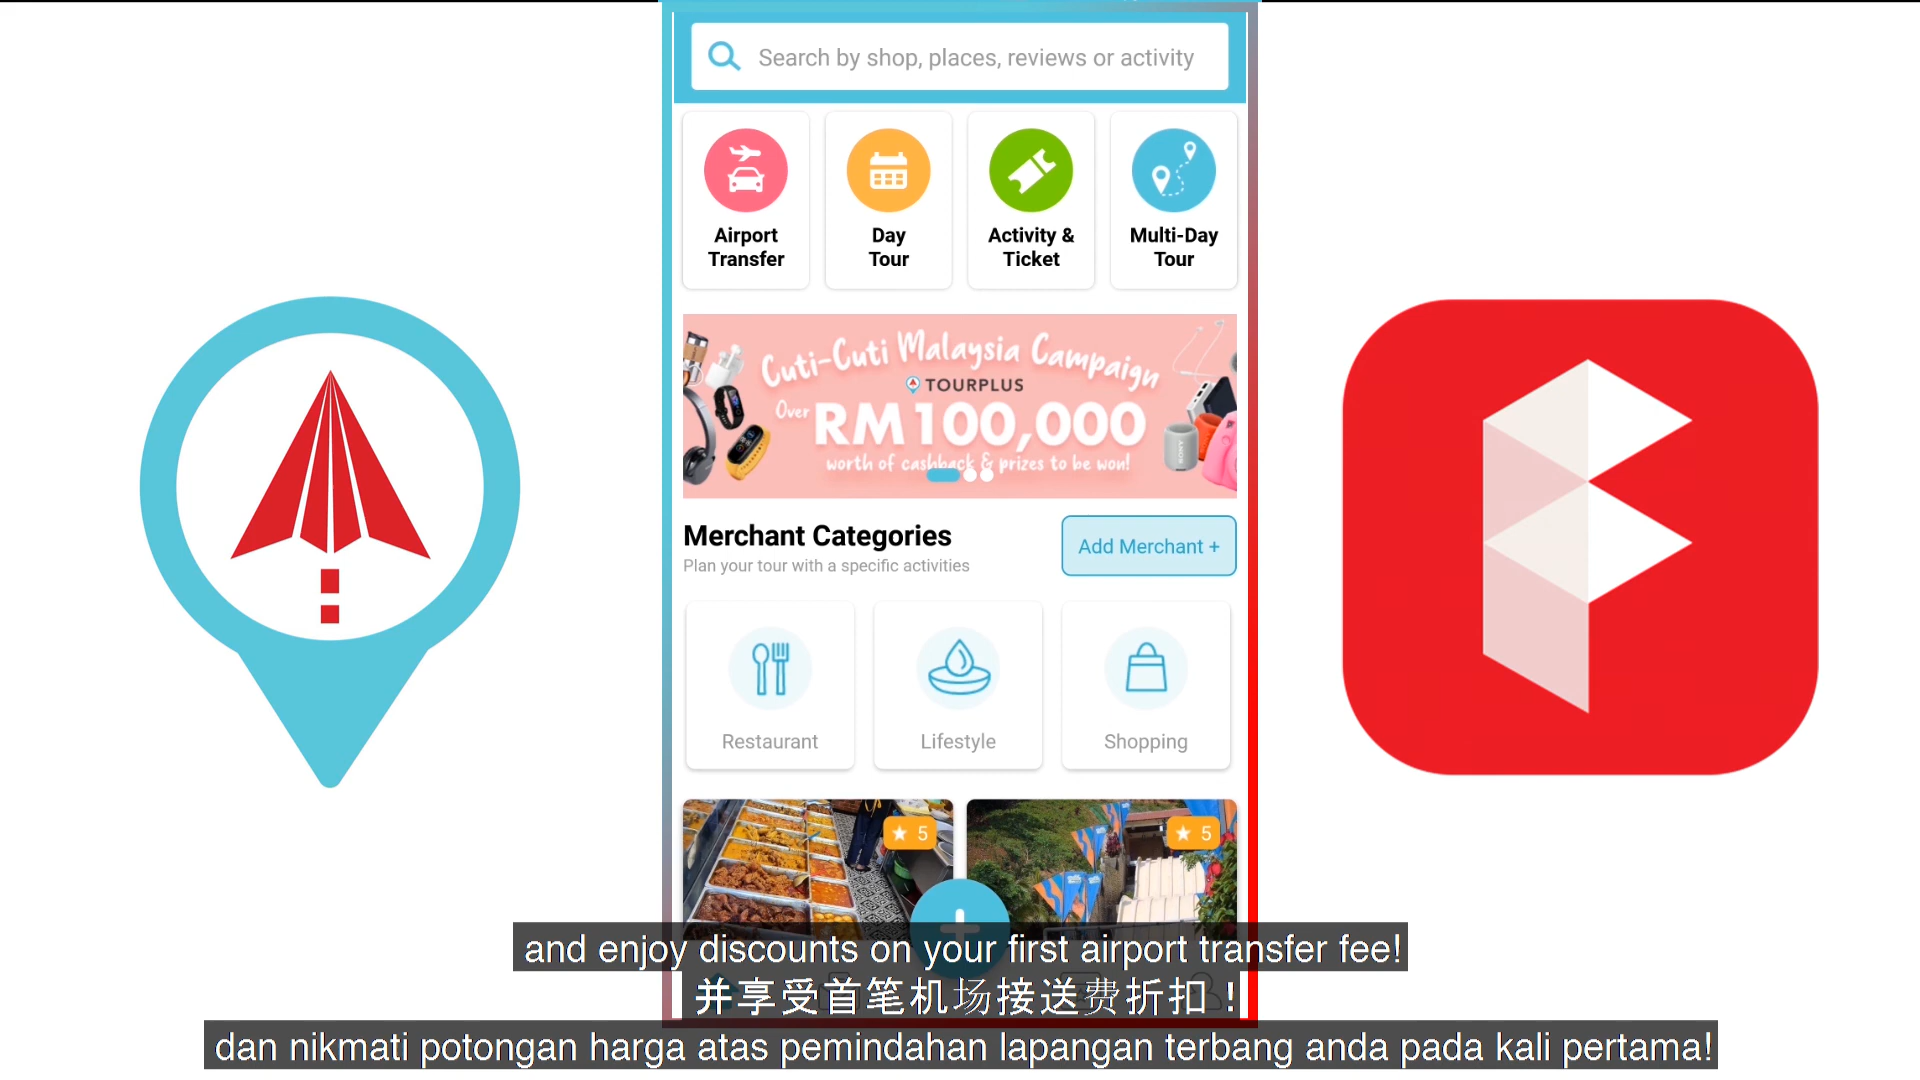 Search by shop, places, reviews or activity
Airport
Transfer
Day
Tour
Activity &
Ticket
Multi-Day
Tour
Cuti-Cuti Malaysia Campaign
TOURPLUS
Over
RM100,000
worth of cashback & prizes to be won!
Merchant Categories
Plan your tour with a specific activities
Add Merchant +
Restaurant
Lifestyle
Shopping
5
5
and enjoy discounts on your first airport transfer fee!
并享受首笔机场接送费折扣！
dan nikmati potongan harga atas pemindahan lapangan terbang anda pada kali pertama!